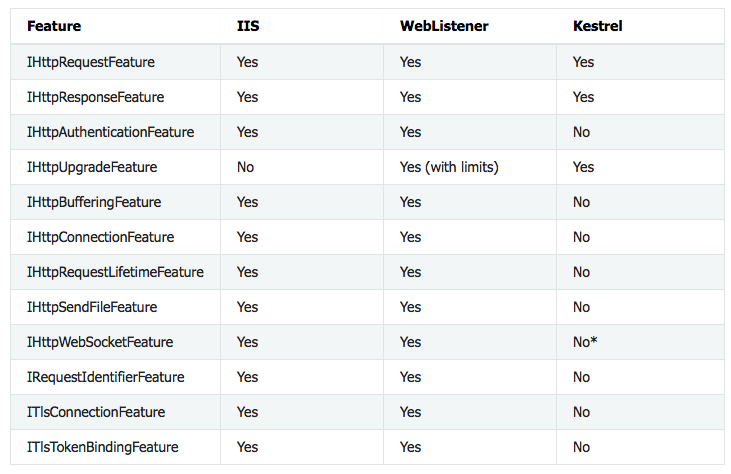 Feature IIS WebListener Kestrel
IHttpRequestFeature Yes Yes Yes
IHttpResponseFeature Yes Yes Yes
IHttpAuthenticationFeature Yes Yes No
IHttpUpgradeFeature No Yes (with limits) Yes
IHttpBufferingFeature Yes Yes No
IHttpConnectionFeature Yes Yes No
IHttpRequestLifetimeFeature Yes Yes No
IHttpSendFileFeature Yes Yes No
IHttpWebSocketFeature Yes Yes No*
IRequestIdentifierFeature Yes Yes No
ITlsConnectionFeature Yes Yes No
ITlsTokenBindingFeature Yes Yes No